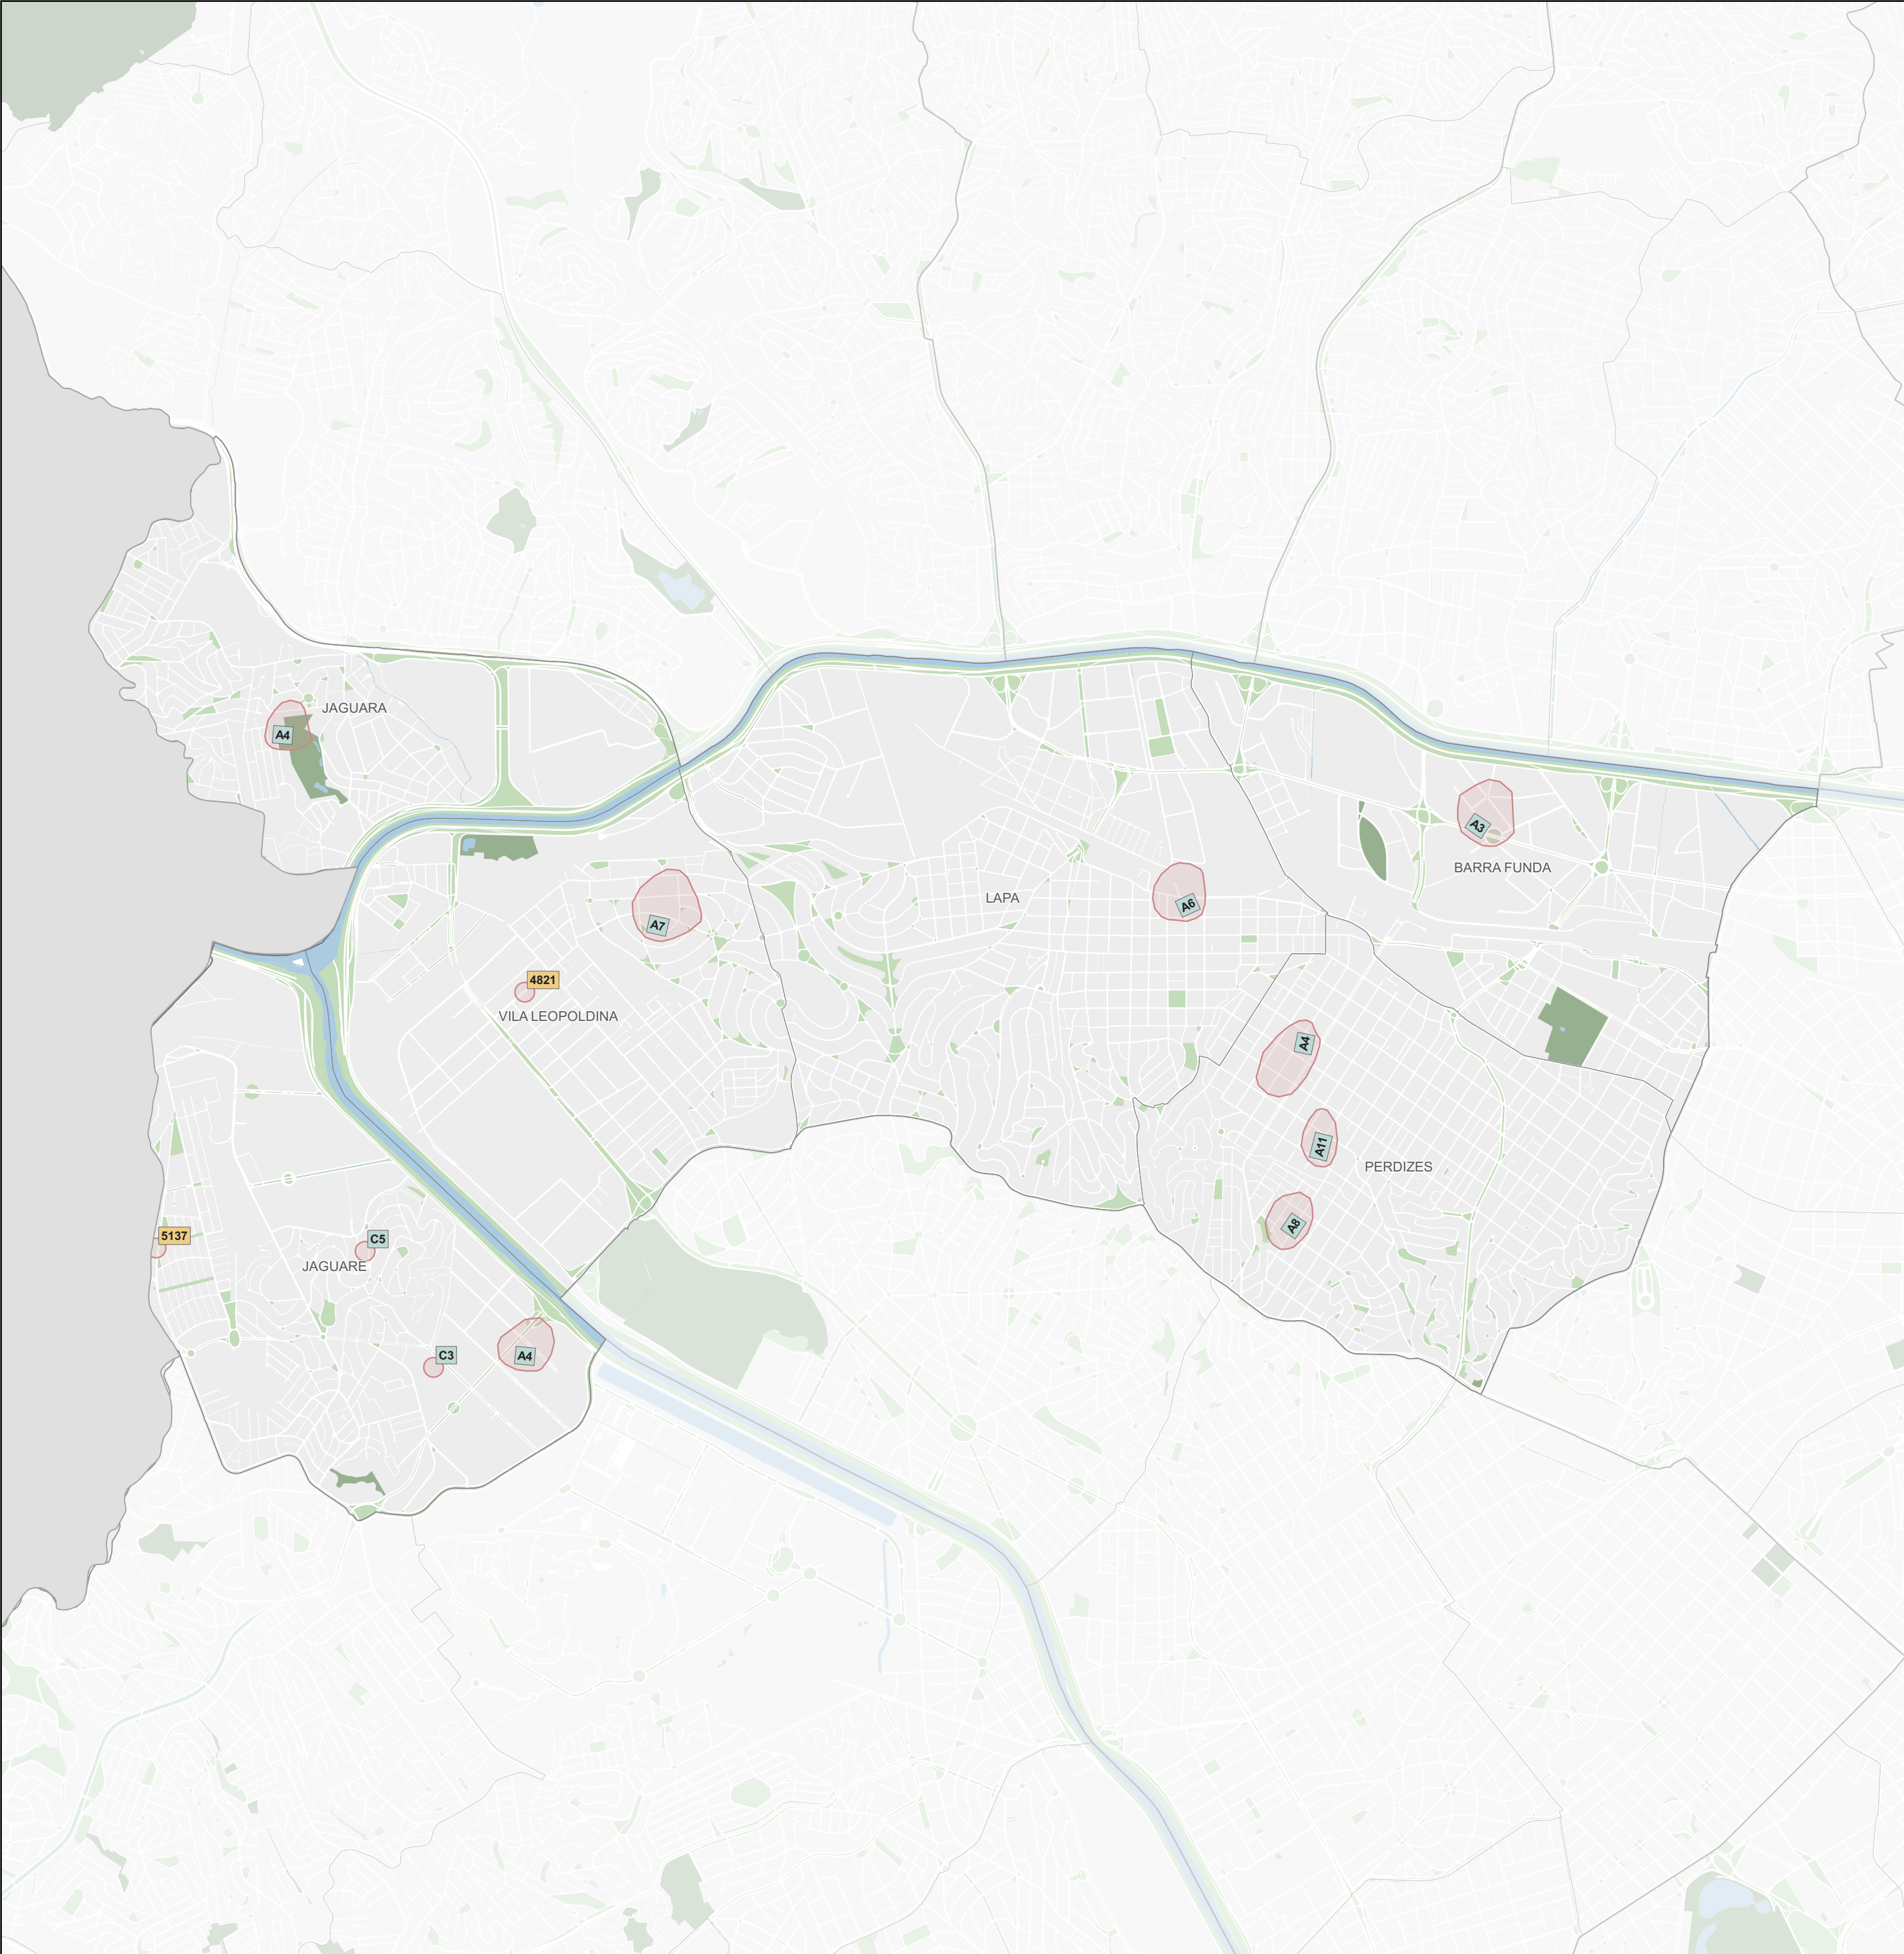 JAGUARA
A4
A3
BARRA FUNDA
LAPA
A6
A7
4821
VILA LEOPOLDINA
A4
A11
PERDIZES
A8
5137
C5
JAGUARE
C3
A4